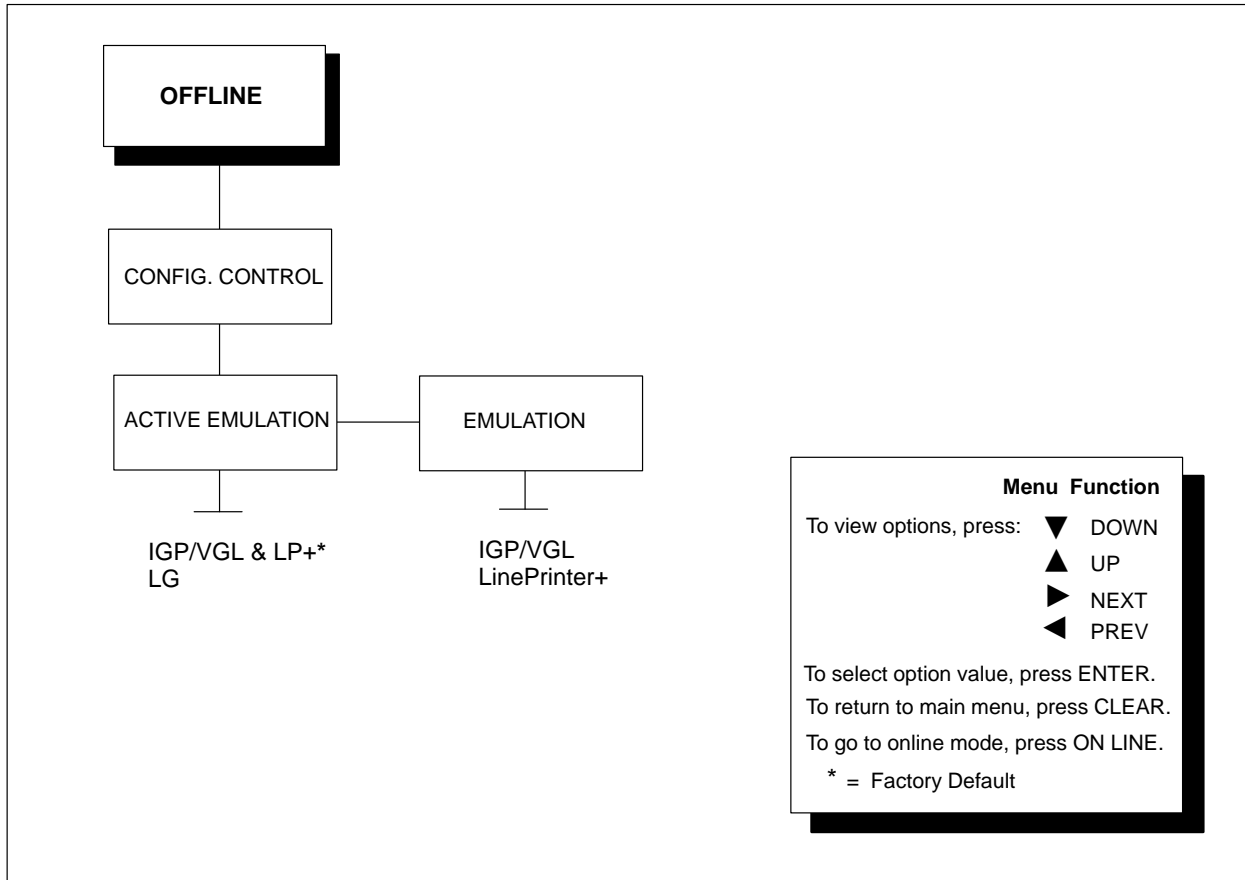 OFFLINE
CONFIG. CONTROL
ACTIVE EMULATION
EMULATION
IGP/VGL & LP+*
LG
IGP/VGL
LinePrinter+
Menu Function
To view options, press: ▼ DOWN
▲ UP
► NEXT
◄ PREV
To select option value, press ENTER.
To return to main menu, press CLEAR.
To go to online mode, press ON LINE.
* = Factory Default